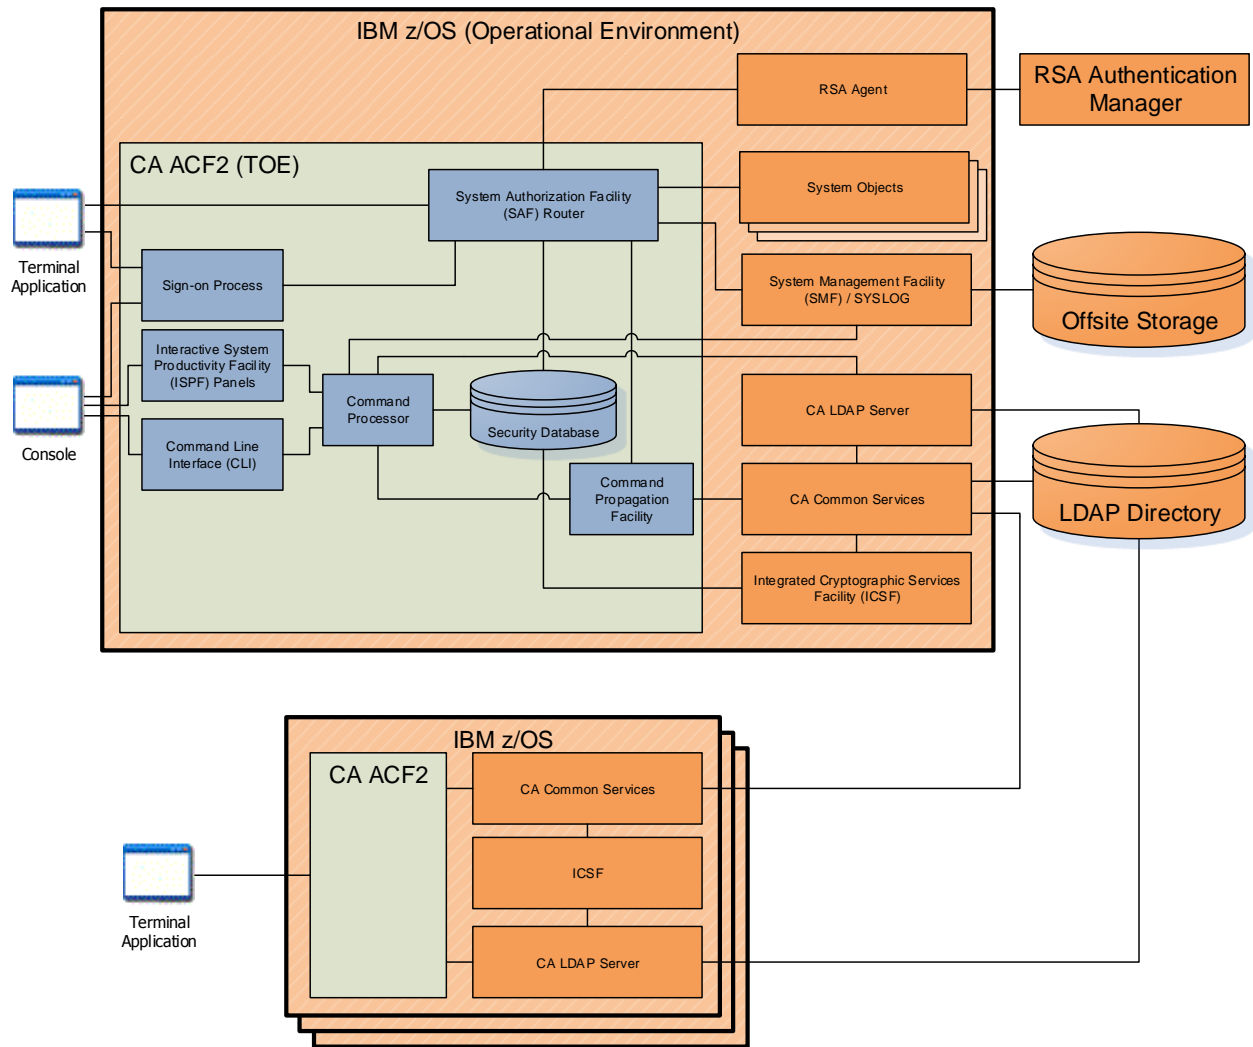 IBM z/OS (Operational Environment)
RSA Agent
RSA Authentication
Manager
CA ACF2 (TOE)
System Authorization Facility
(SAF) Router
System Objects
Terminal
Application
Sign-on Process
System Management Facility
(SMF) / SYSLOG
Offsite Storage
Interactive System
Productivity Facility
(ISPF) Panels
Command
Processor
Security Database
CA LDAP Server
Console
Command Line
Interface (CLI)
Command
Propagation
Facility
CA Common Services
LDAP Directory
Integrated Cryptographic Services
Facility (ICSF)
IBM z/OS
CA ACF2
CA Common Services
ICSF
Terminal
Application
CA LDAP Server